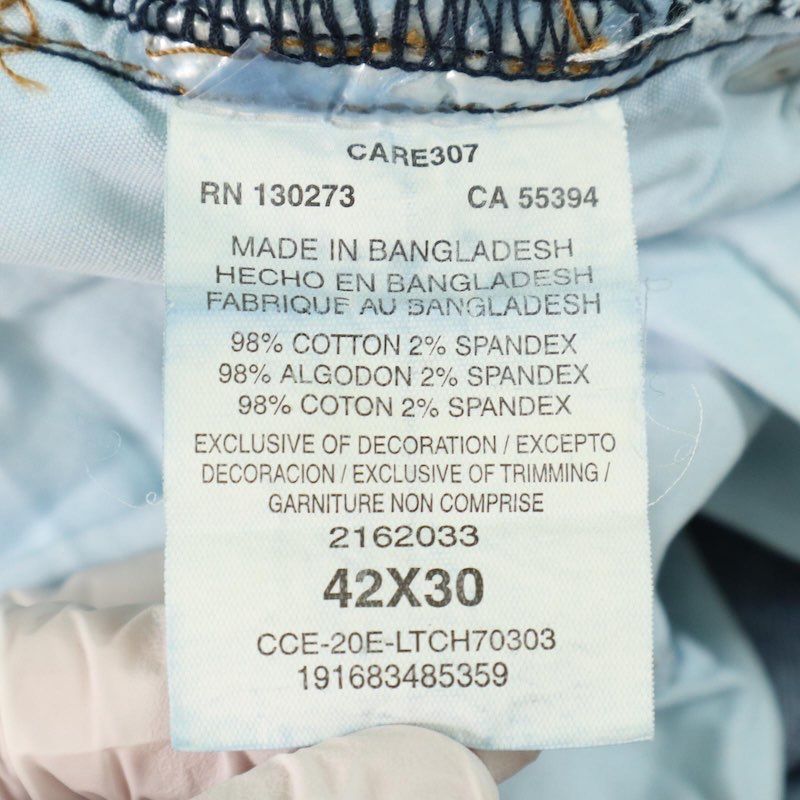 CARE307
RN 130273 CA 55394
MADE IN BANGLADESH
HECHO EN BANGLADESH
FABRIQUE AU BANGLADESH
98% COTTON 2% SPANDEX
98% ALGODON 2% SPANDEX
98% COTON 2% SPANDEX
EXCLUSIVE OF DECORATION / EXCEPTO
DECORACION / EXCLUSIVE OF TRIMMING /
GARNITURE NON COMPRISE
2162033
42X30
CCE-20E-LTCH70303
191683485359